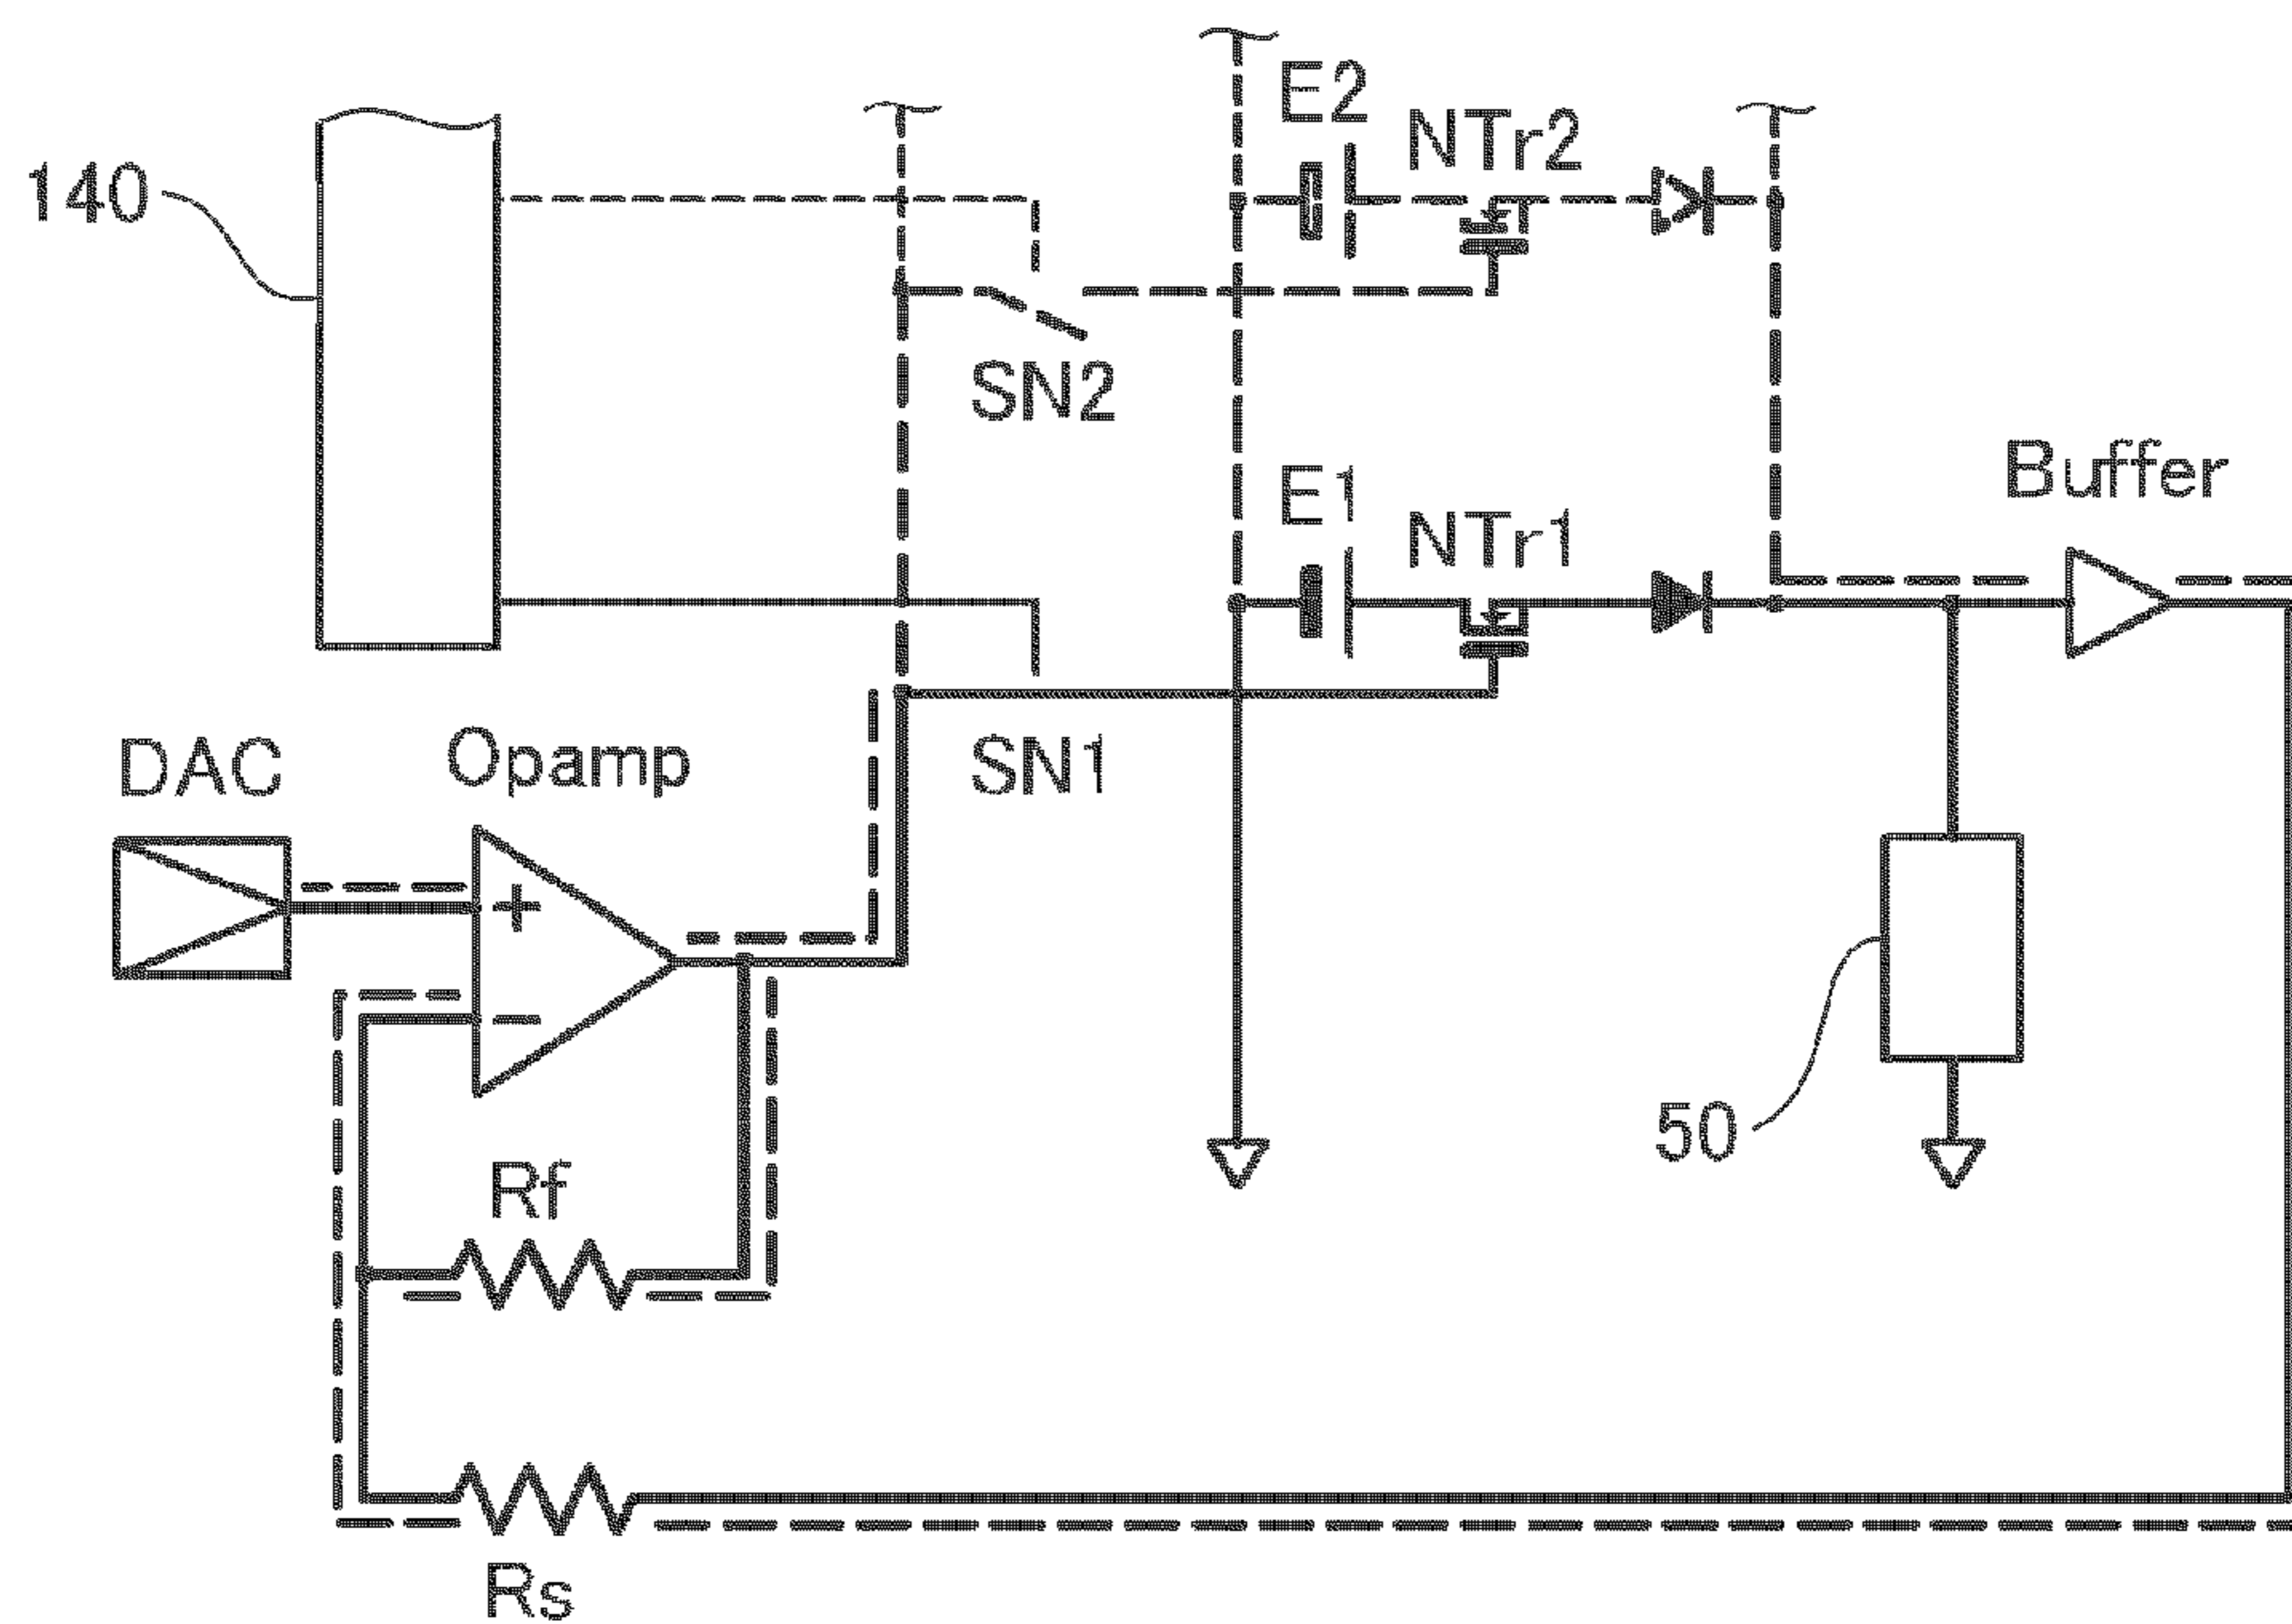 E2
NTr2
140
SN2
E1
NTr1
Buffer
SN1
DAC
Opamp
+
−
50
Rf
Rs